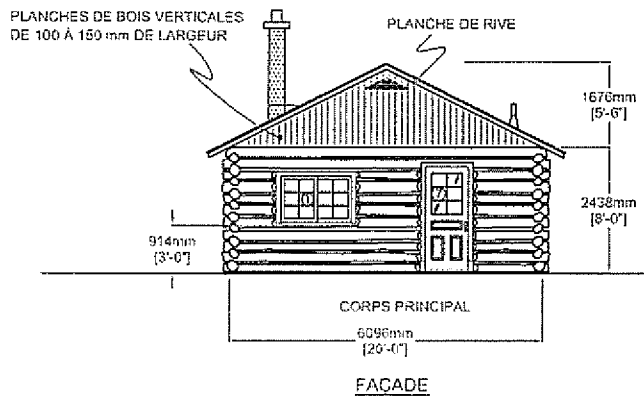 PLANCHES DE BOIS VERTICALES
DE 100 À 150 mm DE LARGEUR
PLANCHE DE RIVE
1676mm
[5'-6"]
2438mm
[8'-0"]
914mm
[3'-0"]
CORPS PRINCIPAL
6096mm
[20'-0"]
FAÇADE